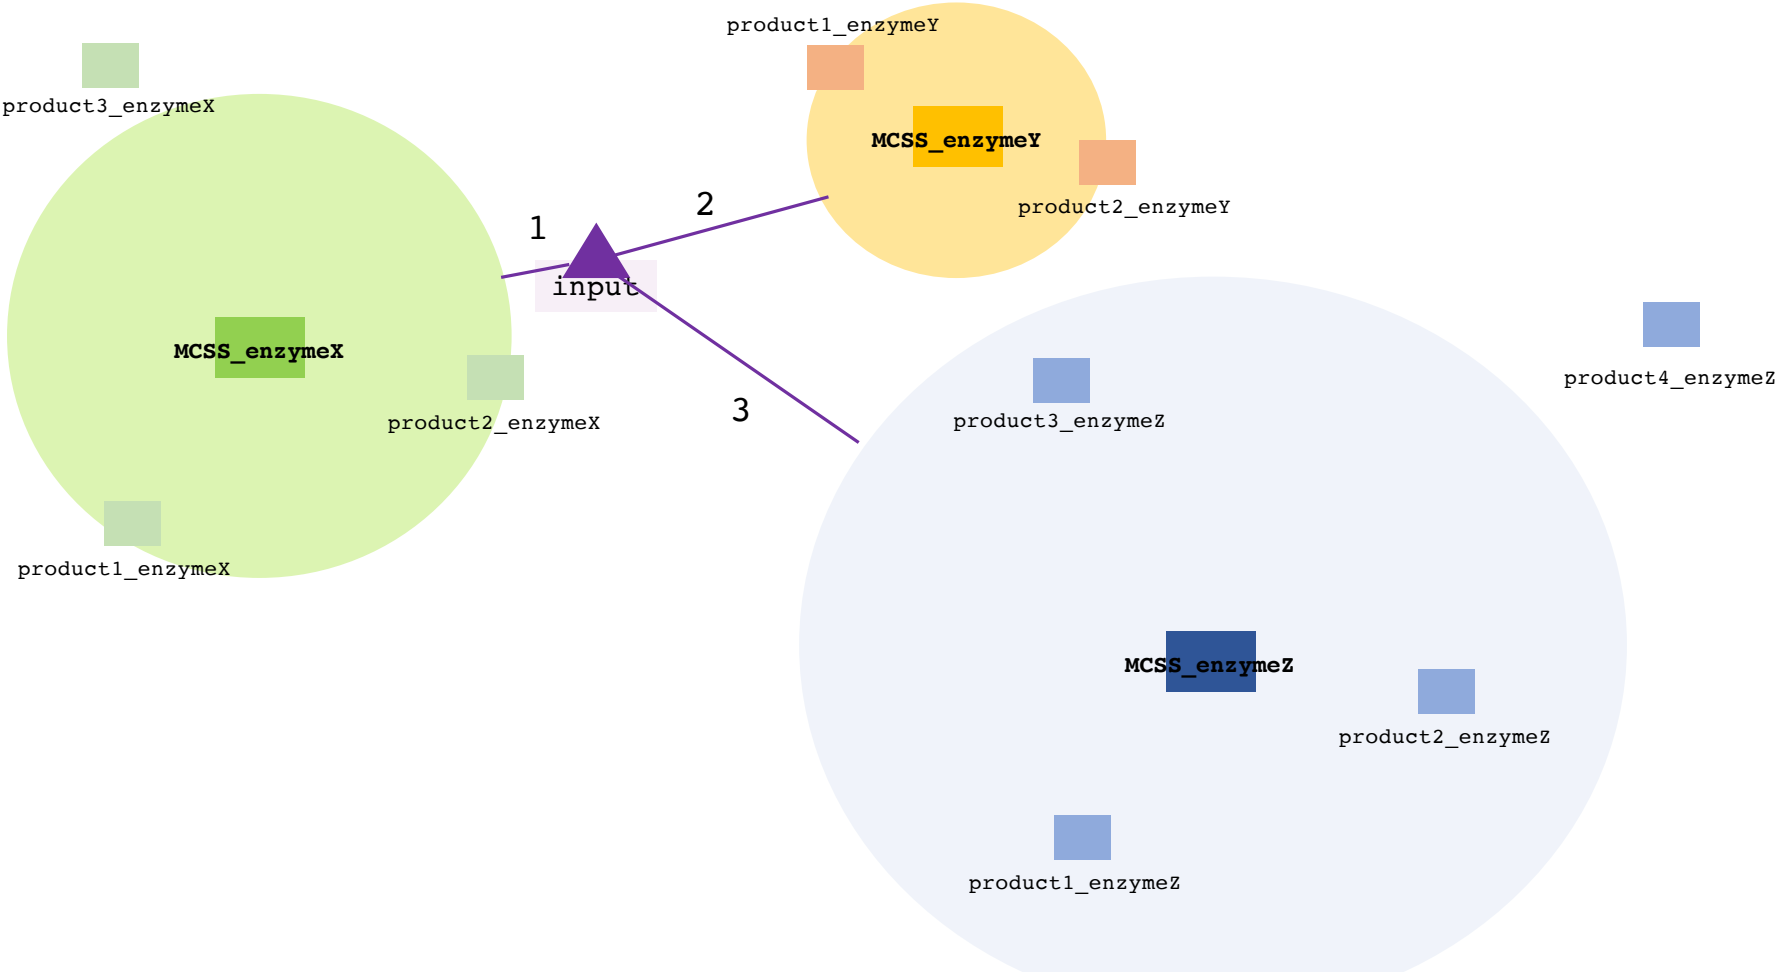 product1_enzymeY
product3_enzymeX
MCSS_enzymeY
2
product2_enzymeY
1
input
MCSS_enzymeX
product4_enzymeZ
3
product3_enzymeZ
product2_enzymeX
product1_enzymeX
MCSS_enzymeZ
product2_enzymeZ
product1_enzymeZ